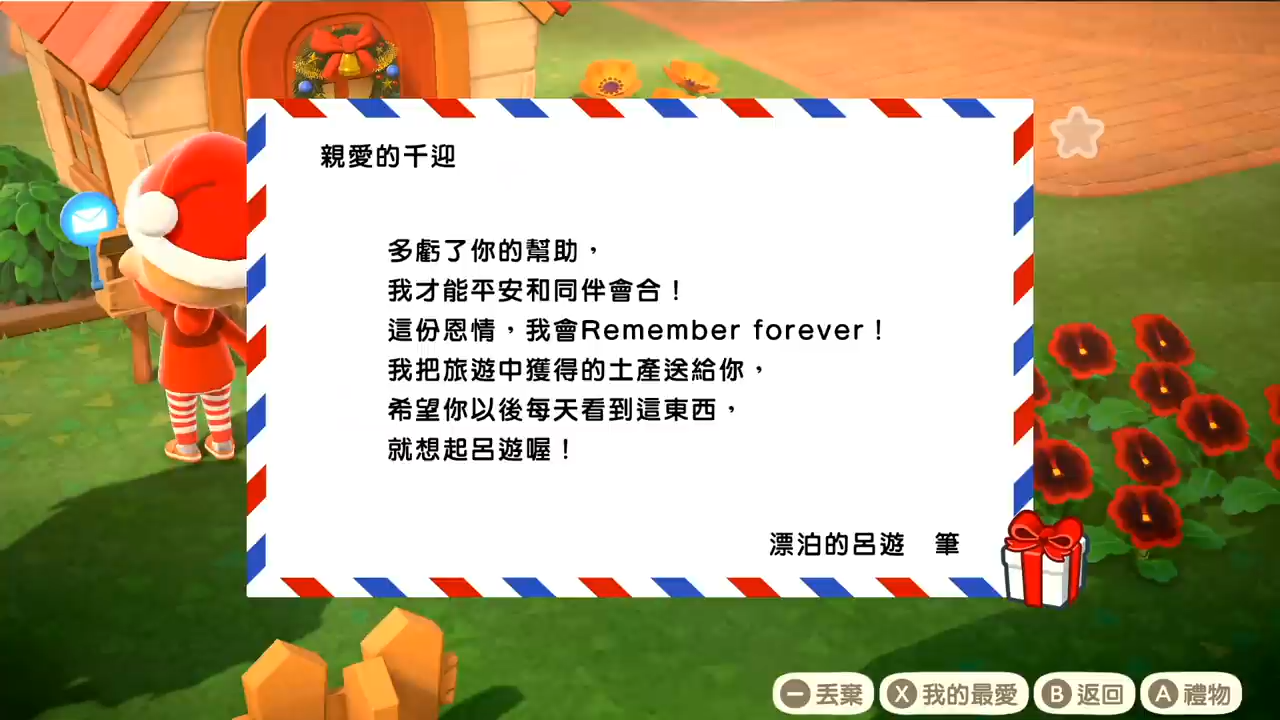 親愛的千迎
多虧了你的幫助，
我才能平安和同伴會合！
這份恩情，我會Remember forever！
我把旅遊中獲得的土產送給你，
希望你以後每天看到這東西，
就想起呂遊喔！
漂泊的呂遊　筆
－丟棄 X我的最愛 B返回 A禮物